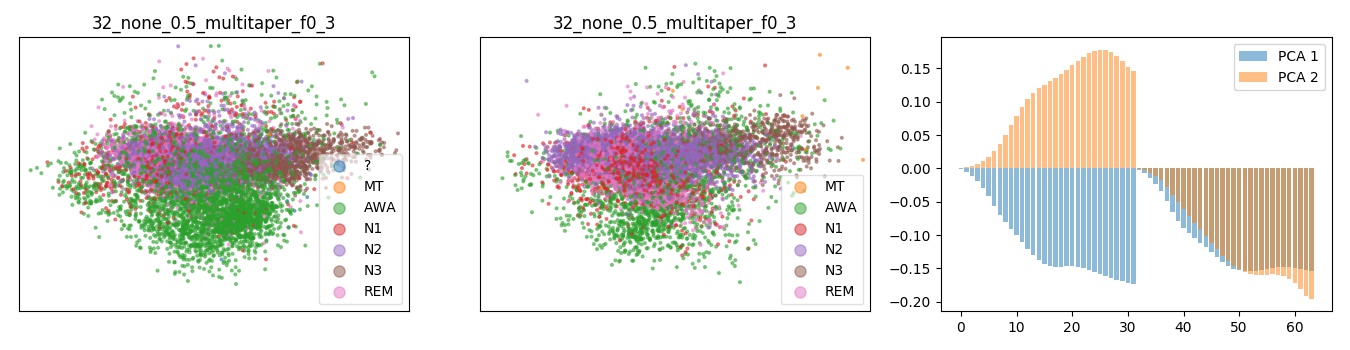 32_none_0.5_multitaper_f0_3
?
MT
AWA
N1
N2
N3
REM
32_none_0.5_multitaper_f0_3
MT
AWA
N1
N2
N3
REM
PCA 1
PCA 2
0.15
0.10
0.05
0.00
−0.05
−0.10
−0.15
−0.20
0 10 20 30 40 50 60